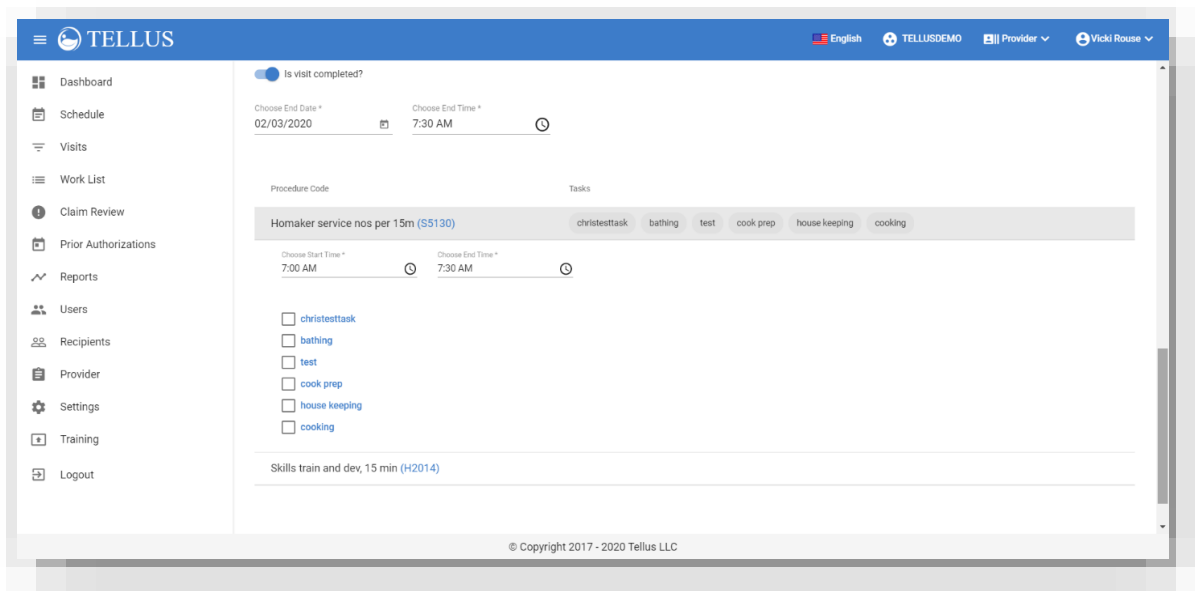 TELLUS English TELLUSDEMO Provider Vicki Rouse
Dashboard
Schedule
Visits
Work List
Claim Review
Prior Authorizations
Reports
Users
Recipients
Provider
Settings
Training
Logout
Is visit completed?
Choose End Date * Choose End Time *
02/03/2020 7:30 AM
Procedure Code Tasks
Homaker service nos per 15m (S5130) christesttask bathing test cook prep house keeping cooking
Choose Start Time * Choose End Time *
7:00 AM 7:30 AM
christesttask
bathing
test
cook prep
house keeping
cooking
Skills train and dev, 15 min (H2014)
© Copyright 2017 - 2020 Tellus LLC